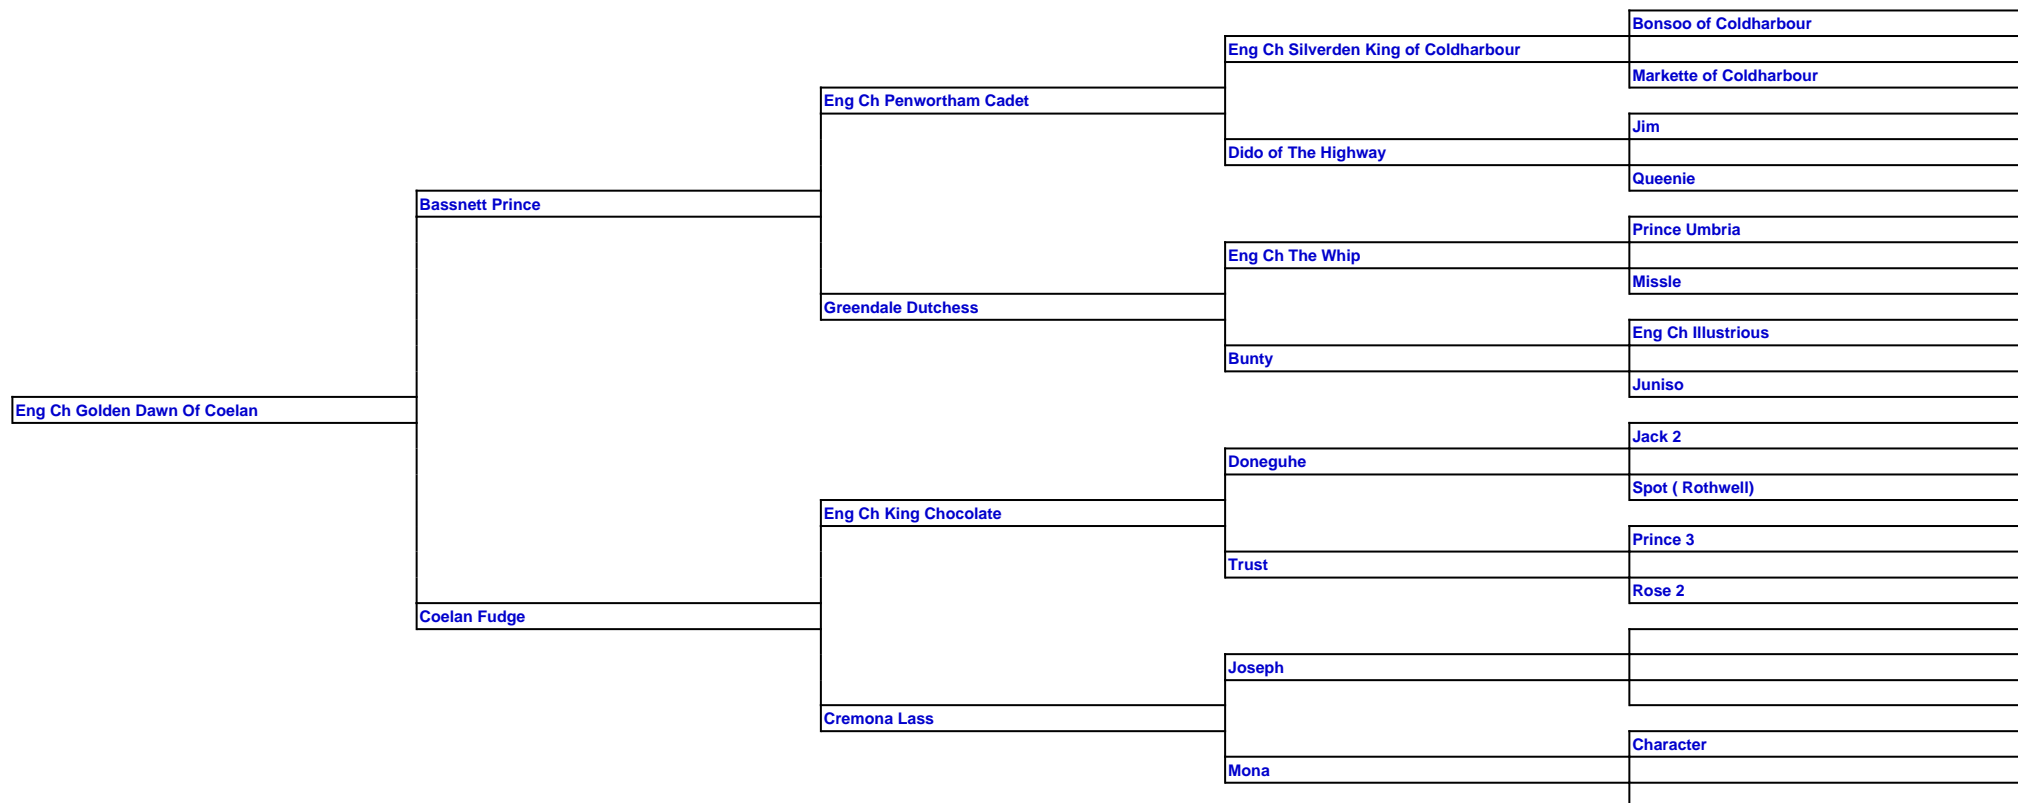 Bonsoo of Coldharbour
Eng Ch Silverden King of Coldharbour
Markette of Coldharbour
Eng Ch Penwortham Cadet
Jim
Dido of The Highway
Queenie
Bassnett Prince
Prince Umbria
Eng Ch The Whip
Missle
Greendale Dutchess
Eng Ch Illustrious
Bunty
Juniso
Eng Ch Golden Dawn Of Coelan
Jack 2
Doneguhe
Spot ( Rothwell)
Eng Ch King Chocolate
Prince 3
Trust
Rose 2
Coelan Fudge
Joseph
Cremona Lass
Character
Mona